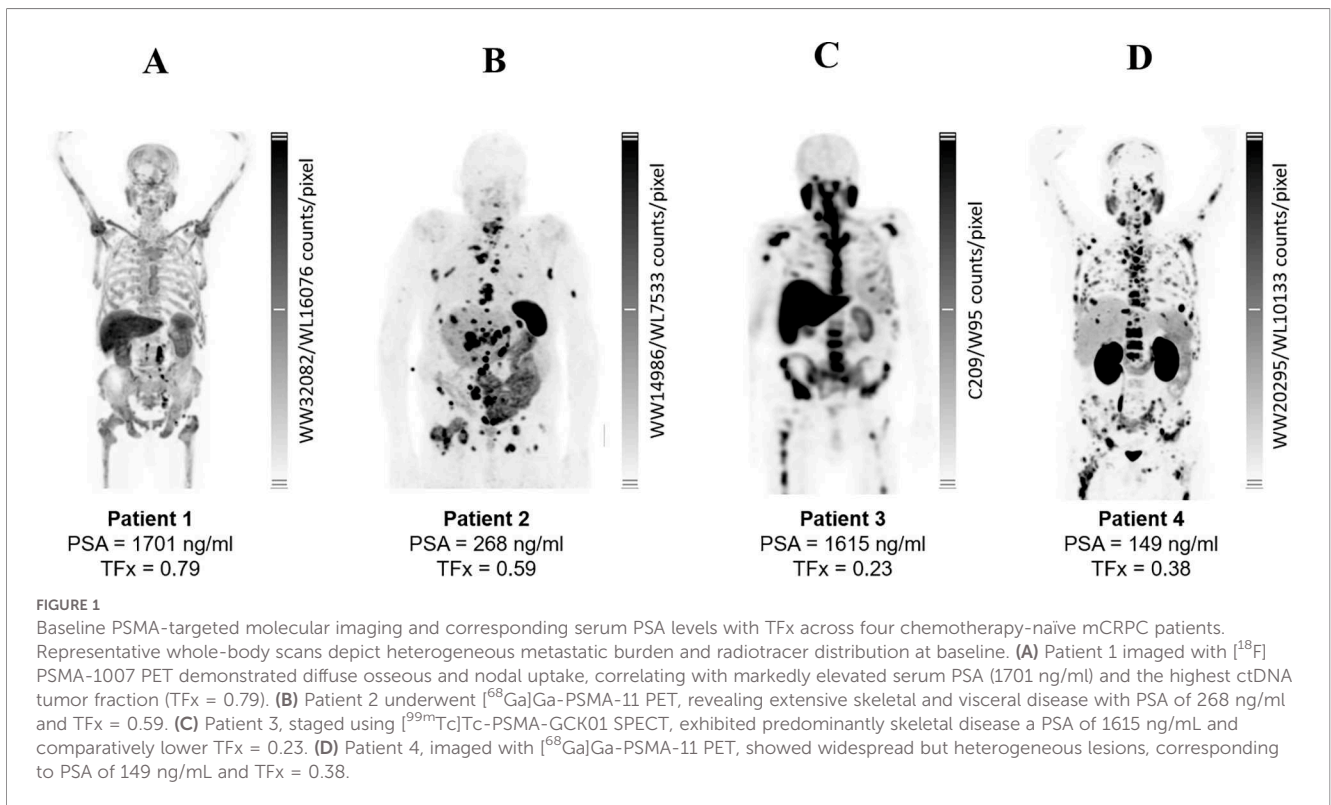 A
B
C
D
WW32082/WL16076 counts/pixel
WW14986/WL7533 counts/pixel
C209/W95 counts/pixel
WW20295/WL10133 counts/pixel
Patient 1
PSA = 1701 ng/ml
TFx = 0.79
Patient 2
PSA = 268 ng/ml
TFx = 0.59
Patient 3
PSA = 1615 ng/ml
TFx = 0.23
Patient 4
PSA = 149 ng/ml
TFx = 0.38
FIGURE 1
Baseline PSMA-targeted molecular imaging and corresponding serum PSA levels with TFx across four chemotherapy-naïve mCRPC patients.
Representative whole-body scans depict heterogeneous metastatic burden and radiotracer distribution at baseline. (A) Patient 1 imaged with [18F]
PSMA-1007 PET demonstrated diffuse osseous and nodal uptake, correlating with markedly elevated serum PSA (1701 ng/ml) and the highest ctDNA
tumor fraction (TFx = 0.79). (B) Patient 2 underwent [68Ga]Ga-PSMA-11 PET, revealing extensive skeletal and visceral disease with PSA of 268 ng/ml
and TFx = 0.59. (C) Patient 3, staged using [99mTc]Tc-PSMA-GCK01 SPECT, exhibited predominantly skeletal disease a PSA of 1615 ng/mL and
comparatively lower TFx = 0.23. (D) Patient 4, imaged with [68Ga]Ga-PSMA-11 PET, showed widespread but heterogeneous lesions, corresponding
to PSA of 149 ng/mL and TFx = 0.38.